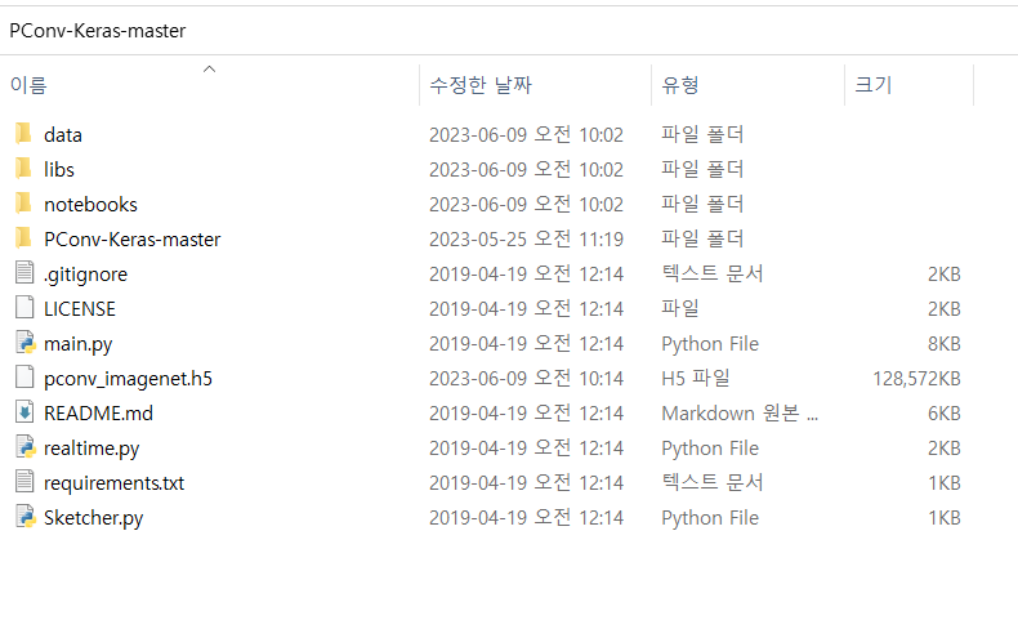 PConv-Keras-master
이름 수정한 날짜 유형 크기
data 2023-06-09 오전 10:02 파일 폴더
libs 2023-06-09 오전 10:02 파일 폴더
notebooks 2023-06-09 오전 10:02 파일 폴더
PConv-Keras-master 2023-05-25 오전 11:19 파일 폴더
.gitignore 2019-04-19 오전 12:14 텍스트 문서 2KB
LICENSE 2019-04-19 오전 12:14 파일 2KB
main.py 2019-04-19 오전 12:14 Python File 8KB
pconv_imagenet.h5 2023-06-09 오전 10:14 H5 파일 128,572KB
README.md 2019-04-19 오전 12:14 Markdown 원본 ... 6KB
realtime.py 2019-04-19 오전 12:14 Python File 2KB
requirements.txt 2019-04-19 오전 12:14 텍스트 문서 1KB
Sketcher.py 2019-04-19 오전 12:14 Python File 1KB